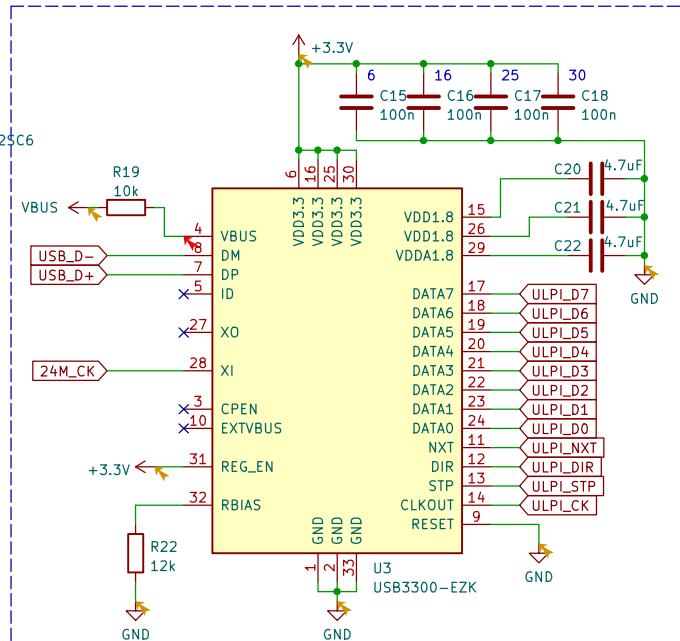 +3.3V
6 16 25 30
C15 C16 C17 C18
100n 100n 100n 100n
2SC6
R19
10k
VBUS
USB_D-
USB_D+
24M_CK
+3.3V
R22
12k
GND
6 16 25 30
VDD3.3 VDD3.3 VDD3.3 VDD3.3
4 VBUS
8 DM
7 DP
5 ID
27 XO
28 XI
3 CPEN
10 EXTVBUS
31 REG_EN
32 RBIAS
GND GND GND
1 2 33
GND
U3
USB3300-EZK
VDD1.8 15
VDD1.8 26
VDDA1.8 29
C20 4.7uF
C21 4.7uF
C22 4.7uF
GND
DATA7 17 ULPI_D7
DATA6 18 ULPI_D6
DATA5 19 ULPI_D5
DATA4 20 ULPI_D4
DATA3 21 ULPI_D3
DATA2 22 ULPI_D2
DATA1 23 ULPI_D1
DATA0 24 ULPI_D0
NXT 11 ULPI_NXT
DIR 12 ULPI_DIR
STP 13 ULPI_STP
CLKOUT 14 ULPI_CK
RESET 9
GND